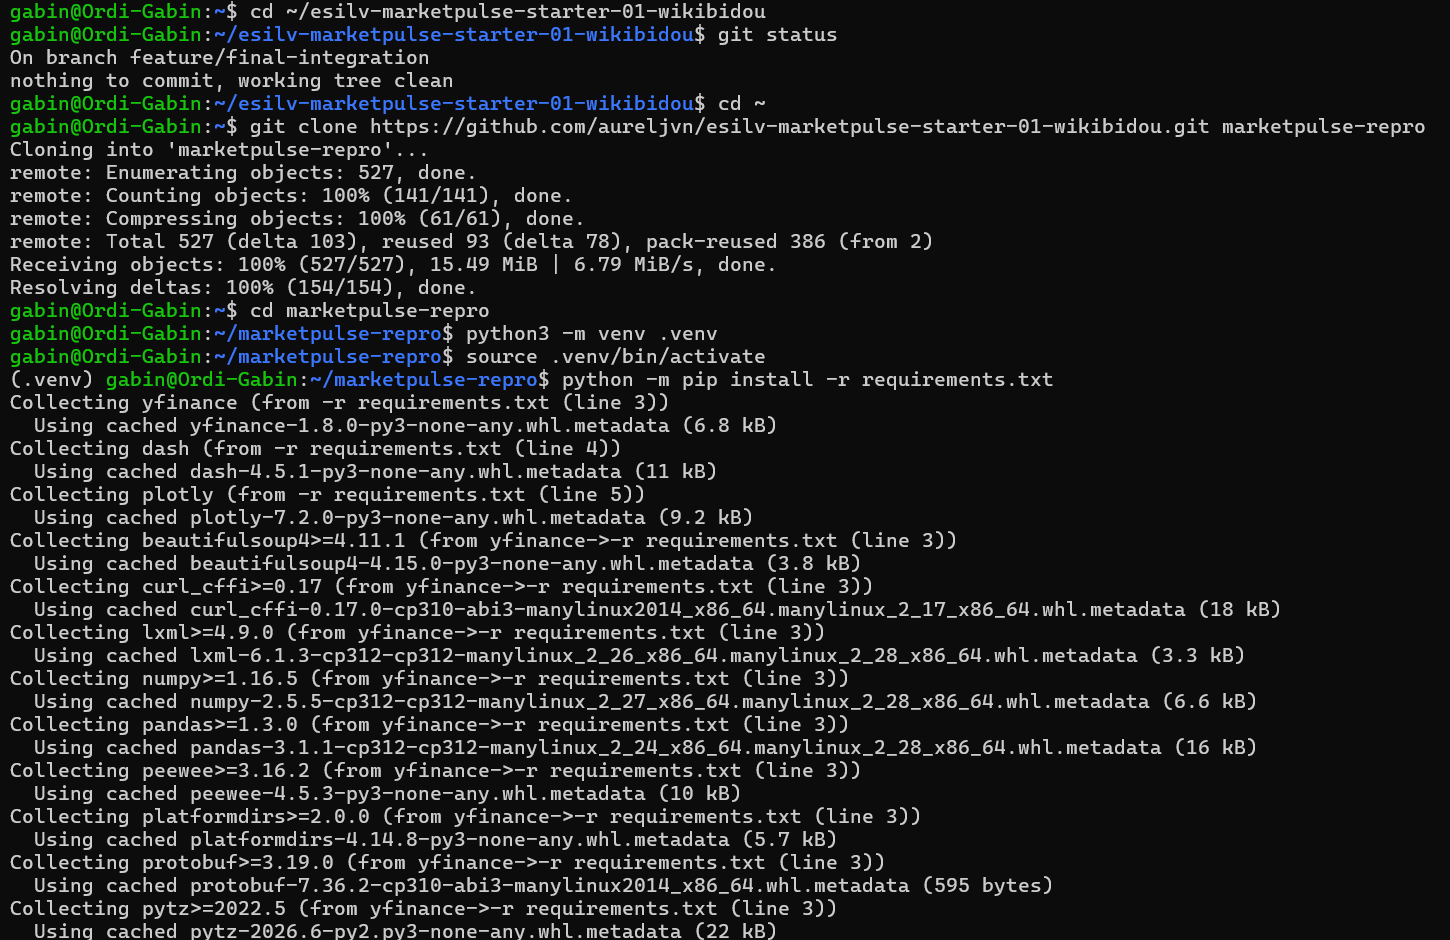 gabin@Ordi-Gabin:~$ cd ~/esilv-marketpulse-starter-01-wikibidou
gabin@Ordi-Gabin:~/esilv-marketpulse-starter-01-wikibidou$ git status
On branch feature/final-integration
nothing to commit, working tree clean
gabin@Ordi-Gabin:~/esilv-marketpulse-starter-01-wikibidou$ cd ~
gabin@Ordi-Gabin:~$ git clone https://github.com/aureljvn/esilv-marketpulse-starter-01-wikibidou.git marketpulse-repro
Cloning into 'marketpulse-repro'...
remote: Enumerating objects: 527, done.
remote: Counting objects: 100% (141/141), done.
remote: Compressing objects: 100% (61/61), done.
remote: Total 527 (delta 103), reused 93 (delta 78), pack-reused 386 (from 2)
Receiving objects: 100% (527/527), 15.49 MiB | 6.79 MiB/s, done.
Resolving deltas: 100% (154/154), done.
gabin@Ordi-Gabin:~$ cd marketpulse-repro
gabin@Ordi-Gabin:~/marketpulse-repro$ python3 -m venv .venv
gabin@Ordi-Gabin:~/marketpulse-repro$ source .venv/bin/activate
(.venv) gabin@Ordi-Gabin:~/marketpulse-repro$ python -m pip install -r requirements.txt
Collecting yfinance (from -r requirements.txt (line 3))
  Using cached yfinance-1.8.0-py3-none-any.whl.metadata (6.8 kB)
Collecting dash (from -r requirements.txt (line 4))
  Using cached dash-4.5.1-py3-none-any.whl.metadata (11 kB)
Collecting plotly (from -r requirements.txt (line 5))
  Using cached plotly-7.2.0-py3-none-any.whl.metadata (9.2 kB)
Collecting beautifulsoup4>=4.11.1 (from yfinance->-r requirements.txt (line 3))
  Using cached beautifulsoup4-4.15.0-py3-none-any.whl.metadata (3.8 kB)
Collecting curl_cffi>=0.17 (from yfinance->-r requirements.txt (line 3))
  Using cached curl_cffi-0.17.0-cp310-abi3-manylinux2014_x86_64.manylinux_2_17_x86_64.whl.metadata (18 kB)
Collecting lxml>=4.9.0 (from yfinance->-r requirements.txt (line 3))
  Using cached lxml-6.1.3-cp312-cp312-manylinux_2_26_x86_64.manylinux_2_28_x86_64.whl.metadata (3.3 kB)
Collecting numpy>=1.16.5 (from yfinance->-r requirements.txt (line 3))
  Using cached numpy-2.5.5-cp312-cp312-manylinux_2_27_x86_64.manylinux_2_28_x86_64.whl.metadata (6.6 kB)
Collecting pandas>=1.3.0 (from yfinance->-r requirements.txt (line 3))
  Using cached pandas-3.1.1-cp312-cp312-manylinux_2_24_x86_64.manylinux_2_28_x86_64.whl.metadata (16 kB)
Collecting peewee>=3.16.2 (from yfinance->-r requirements.txt (line 3))
  Using cached peewee-4.5.3-py3-none-any.whl.metadata (10 kB)
Collecting platformdirs>=2.0.0 (from yfinance->-r requirements.txt (line 3))
  Using cached platformdirs-4.14.8-py3-none-any.whl.metadata (5.7 kB)
Collecting protobuf>=3.19.0 (from yfinance->-r requirements.txt (line 3))
  Using cached protobuf-7.36.2-cp310-abi3-manylinux2014_x86_64.whl.metadata (595 bytes)
Collecting pytz>=2022.5 (from yfinance->-r requirements.txt (line 3))
  Using cached pytz-2026.6-py2.py3-none-any.whl.metadata (22 kB)